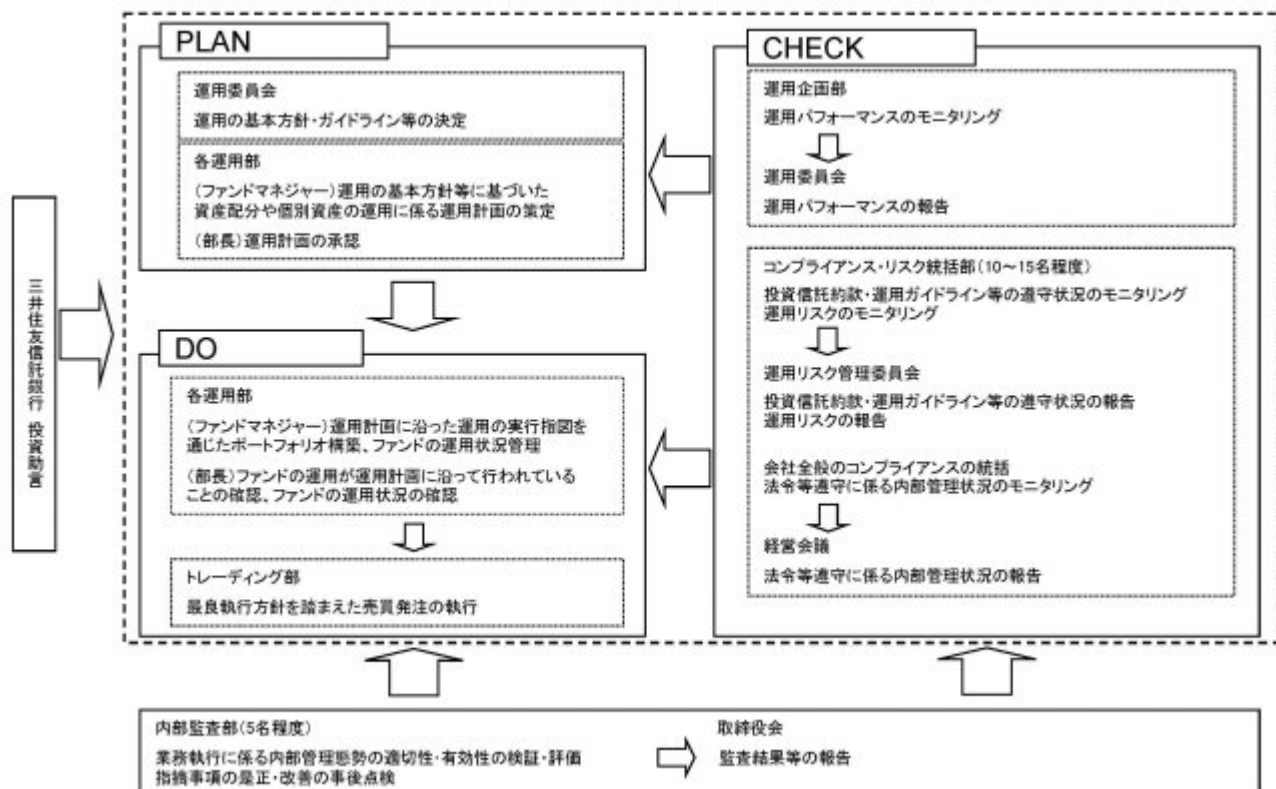 三井住友信託銀行 投資助言
PLAN
運用委員会
運用の基本方針・ガイドライン等の決定
各運用部
(ファンドマネジャー)運用の基本方針等に基づいた
資産配分や個別資産の運用に係る運用計画の策定
(部長)運用計画の承認
DO
各運用部
(ファンドマネジャー)運用計画に沿った運用の実行指図を
通じたポートフォリオ構築、ファンドの運用状況管理
(部長)ファンドの運用が運用計画に沿って行われている
ことの確認、ファンドの運用状況の確認
トレーディング部
最良執行方針を踏まえた売買発注の執行
CHECK
運用企画部
運用パフォーマンスのモニタリング
運用委員会
運用パフォーマンスの報告
コンプライアンス・リスク統括部(10～15名程度)
投資信託約款・運用ガイドライン等の遵守状況のモニタリング
運用リスクのモニタリング
運用リスク管理委員会
投資信託約款・運用ガイドライン等の遵守状況の報告
運用リスクの報告
会社全般のコンプライアンスの統括
法令等遵守に係る内部管理状況のモニタリング
経営会議
法令等遵守に係る内部管理状況の報告
内部監査部(5名程度)
業務執行に係る内部管理態勢の適切性・有効性の検証・評価
指摘事項の是正・改善の事後点検
取締役会
監査結果等の報告